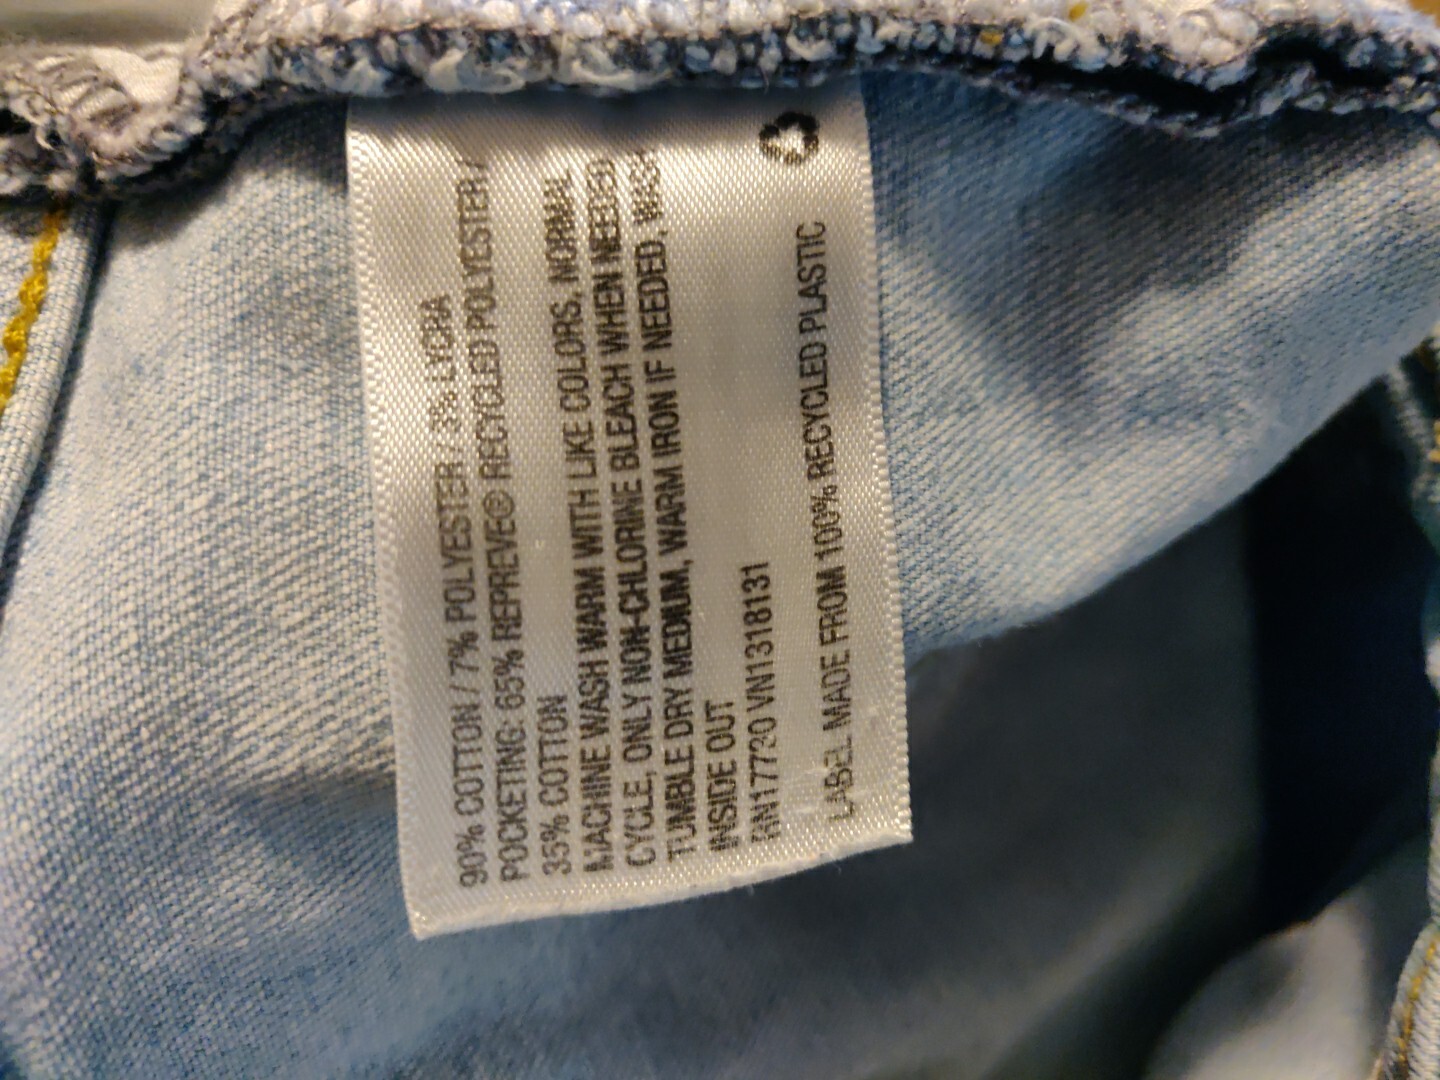 90% COTTON / 7% POLYESTER / 3% LYCRA
POCKETING: 65% REPREVE® RECYCLED POLYESTER /
35% COTTON
MACHINE WASH WARM WITH LIKE COLORS, NORMAL
CYCLE, ONLY NON-CHLORINE BLEACH WHEN NEEDED
TUMBLE DRY MEDIUM, WARM IRON IF NEEDED, WASH
INSIDE OUT
RN17730 VN1318131
LABEL MADE FROM 100% RECYCLED PLASTIC